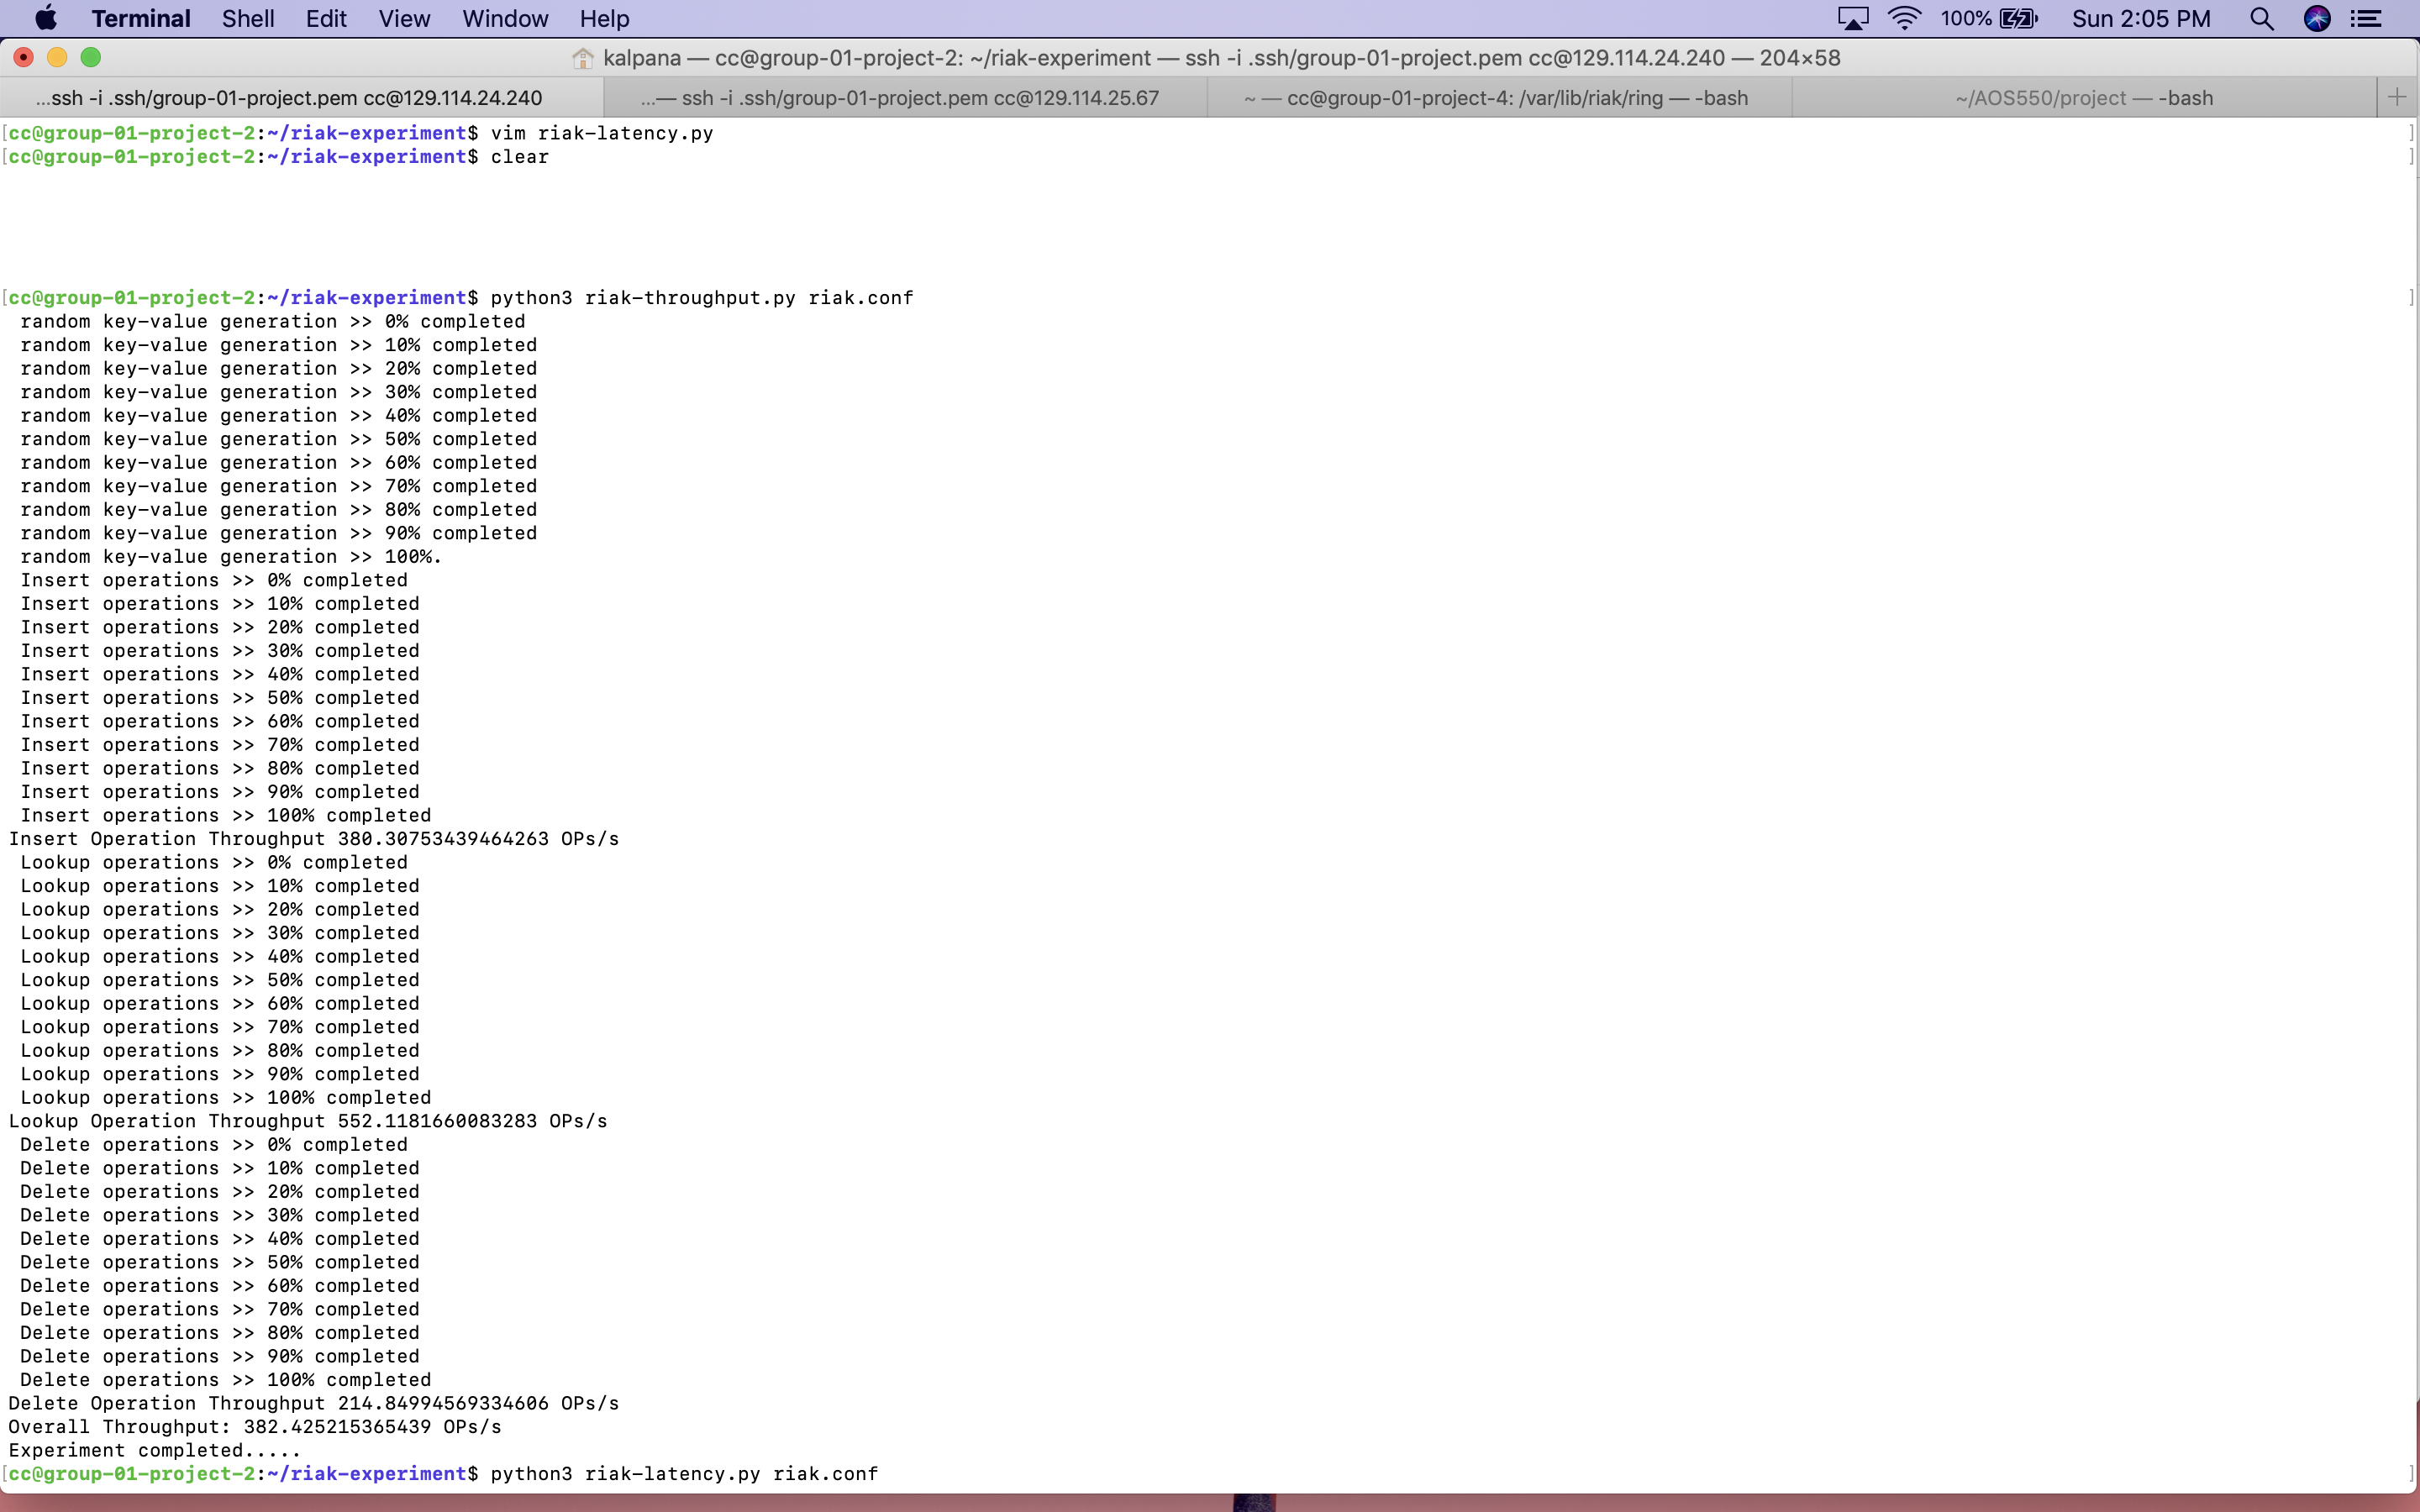 Terminal Shell Edit View Window Help 100% Sun 2:05 PM
kalpana — cc@group-01-project-2: ~/riak-experiment — ssh -i .ssh/group-01-project.pem cc@129.114.24.240 — 204×58
...ssh -i .ssh/group-01-project.pem cc@129.114.24.240 ...— ssh -i .ssh/group-01-project.pem cc@129.114.25.67 ~ — cc@group-01-project-4: /var/lib/riak/ring — -bash ~/AOS550/project — -bash +
[cc@group-01-project-2:~/riak-experiment$ vim riak-latency.py ]
[cc@group-01-project-2:~/riak-experiment$ clear ]
[cc@group-01-project-2:~/riak-experiment$ python3 riak-throughput.py riak.conf ]
random key-value generation >> 0% completed
random key-value generation >> 10% completed
random key-value generation >> 20% completed
random key-value generation >> 30% completed
random key-value generation >> 40% completed
random key-value generation >> 50% completed
random key-value generation >> 60% completed
random key-value generation >> 70% completed
random key-value generation >> 80% completed
random key-value generation >> 90% completed
random key-value generation >> 100%.
Insert operations >> 0% completed
Insert operations >> 10% completed
Insert operations >> 20% completed
Insert operations >> 30% completed
Insert operations >> 40% completed
Insert operations >> 50% completed
Insert operations >> 60% completed
Insert operations >> 70% completed
Insert operations >> 80% completed
Insert operations >> 90% completed
Insert operations >> 100% completed
Insert Operation Throughput 380.30753439464263 OPs/s
Lookup operations >> 0% completed
Lookup operations >> 10% completed
Lookup operations >> 20% completed
Lookup operations >> 30% completed
Lookup operations >> 40% completed
Lookup operations >> 50% completed
Lookup operations >> 60% completed
Lookup operations >> 70% completed
Lookup operations >> 80% completed
Lookup operations >> 90% completed
Lookup operations >> 100% completed
Lookup Operation Throughput 552.1181660083283 OPs/s
Delete operations >> 0% completed
Delete operations >> 10% completed
Delete operations >> 20% completed
Delete operations >> 30% completed
Delete operations >> 40% completed
Delete operations >> 50% completed
Delete operations >> 60% completed
Delete operations >> 70% completed
Delete operations >> 80% completed
Delete operations >> 90% completed
Delete operations >> 100% completed
Delete Operation Throughput 214.84994569334606 OPs/s
Overall Throughput: 382.425215365439 OPs/s
Experiment completed.....
[cc@group-01-project-2:~/riak-experiment$ python3 riak-latency.py riak.conf ]